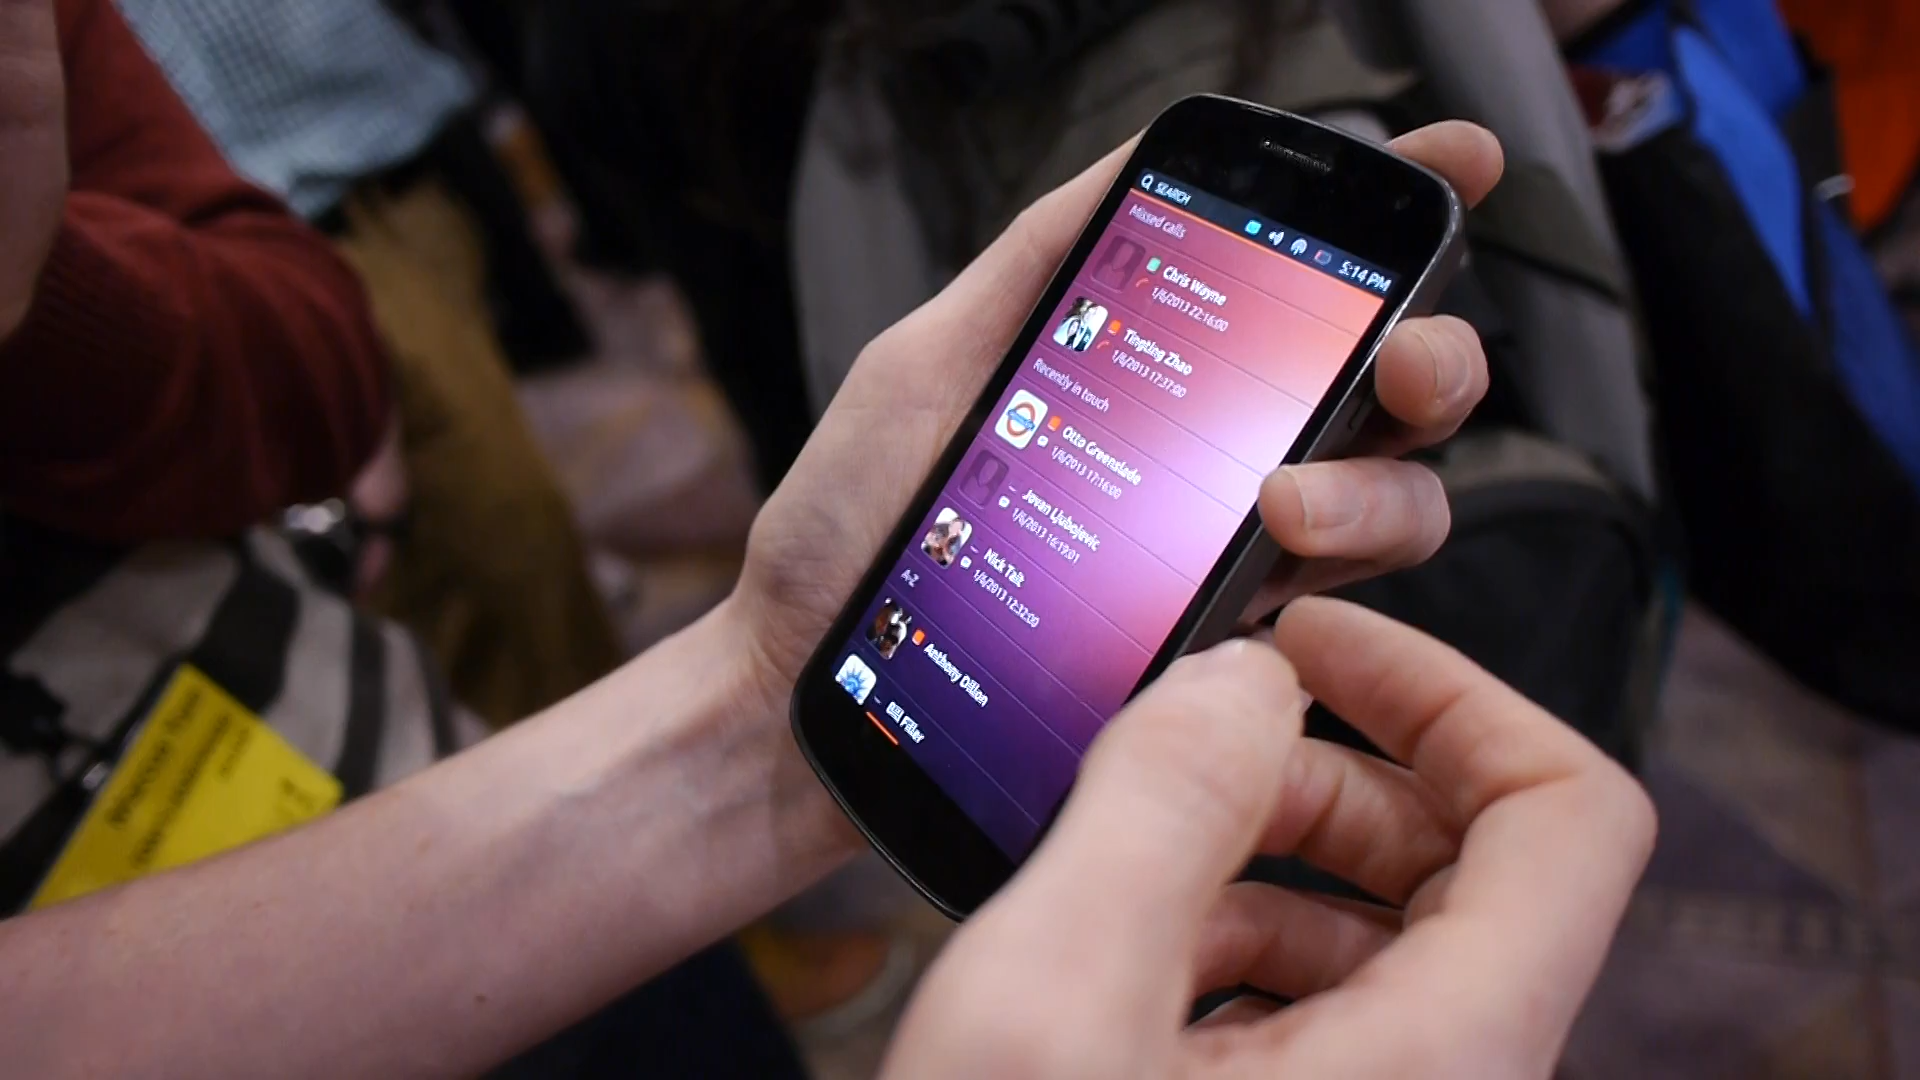 SEARCH
5:14 PM
Missed calls
Chris Wayne
1/6/2013 22:16:00
Tingting Zhao
1/6/2013 17:37:00
Recently in touch
Otto Greenslade
1/6/2013 17:16:00
Jovan Ljubojevic
1/6/2013 16:19:01
Nick Tait
1/6/2013 12:32:00
A-Z
Anthony Dillon